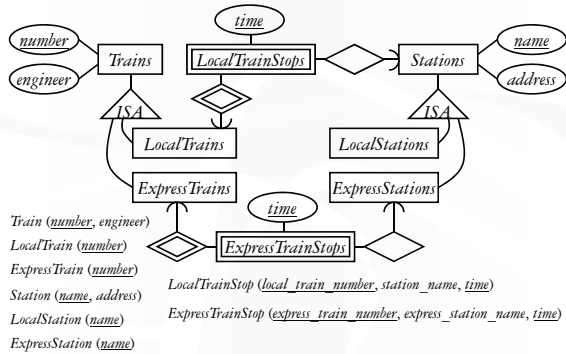 time
number
Trains
LocalTrainStops
Stations
name
engineer
address
ISA
ISA
LocalTrains
LocalStations
ExpressTrains
ExpressStations
time
ExpressTrainStops
Train (number, engineer)
LocalTrain (number)
ExpressTrain (number)
Station (name, address)
LocalStation (name)
ExpressStation (name)
LocalTrainStop (local_train_number, station_name, time)
ExpressTrainStop (express_train_number, express_station_name, time)